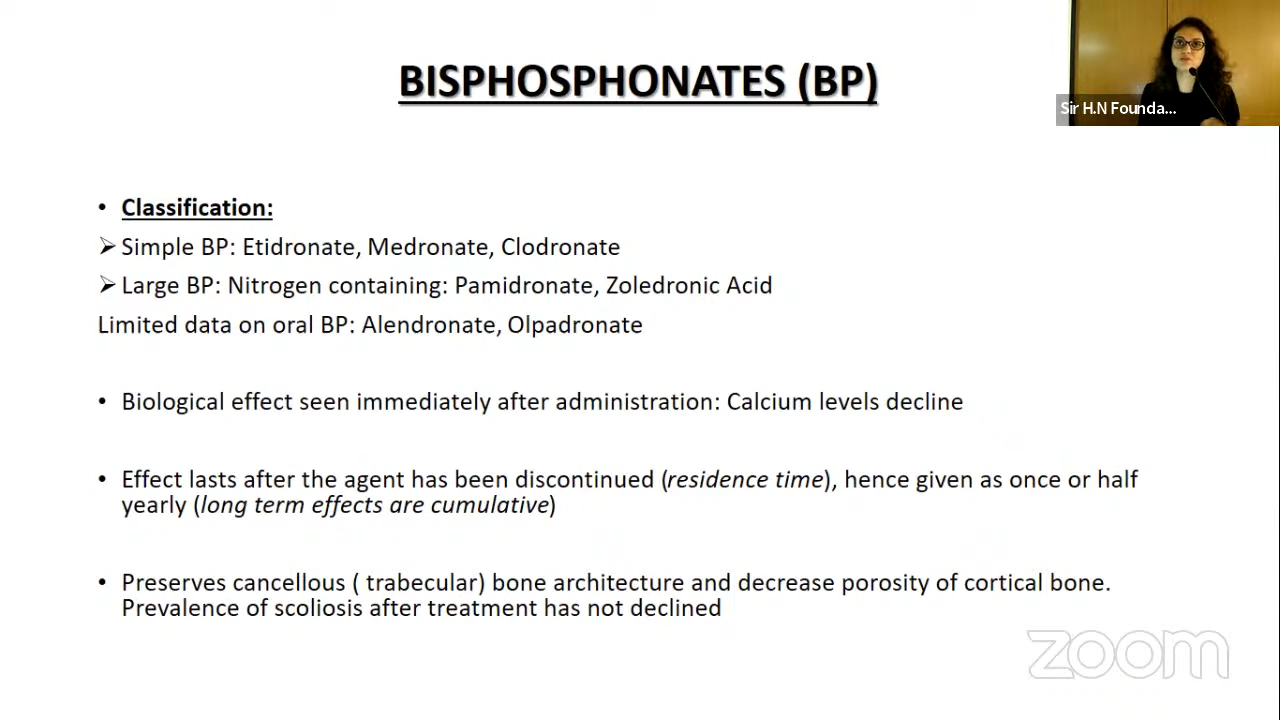 BISPHOSPHONATES (BP)
Sir H.N Founda...
• Classification:
➢ Simple BP: Etidronate, Medronate, Clodronate
➢ Large BP: Nitrogen containing: Pamidronate, Zoledronic Acid
Limited data on oral BP: Alendronate, Olpadronate
• Biological effect seen immediately after administration: Calcium levels decline
• Effect lasts after the agent has been discontinued (residence time), hence given as once or half
yearly (long term effects are cumulative)
• Preserves cancellous ( trabecular) bone architecture and decrease porosity of cortical bone.
Prevalence of scoliosis after treatment has not declined
zoom